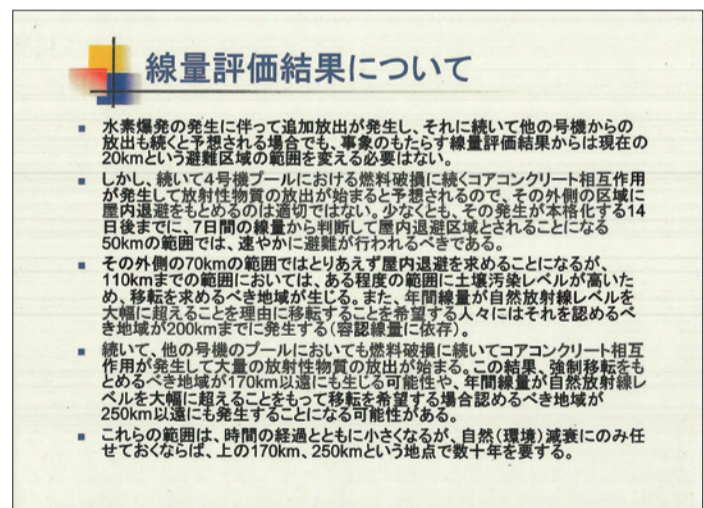 線量評価結果について
■ 水素爆発の発生に伴って追加放出が発生し、それに続いて他の号機からの
放出も続くと予想される場合でも、事象のもたらす線量評価結果からは現在の
20kmという避難区域の範囲を変える必要はない。
■ しかし、続いて4号機プールにおける燃料破損に続くコアコンクリート相互作用
が発生して放射性物質の放出が始まると予想されるので、その外側の区域に
屋内退避をもとめるのは適切ではない。少なくとも、その発生が本格化する14
日後までに、7日間の線量から判断して屋内退避区域とされることになる
50kmの範囲では、速やかに避難が行われるべきである。
■ その外側の70kmの範囲ではとりあえず屋内退避を求めることになるが、
110kmまでの範囲においては、ある程度の範囲に土壌汚染レベルが高いた
め、移転を求めるべき地域が生じる。また、年間線量が自然放射線レベルを
大幅に超えることを理由に移転することを希望する人々にはそれを認めるべ
き地域が200kmまでに発生する(容認線量に依存)。
■ 続いて、他の号機のプールにおいても燃料破損に続いてコアコンクリート相互
作用が発生して大量の放射性物質の放出が始まる。この結果、強制移転をも
とめるべき地域が170km以遠にも生じる可能性や、年間線量が自然放射線レ
ベルを大幅に超えることをもって移転を希望する場合認めるべき地域が
250km以遠にも発生することになる可能性がある。
■ これらの範囲は、時間の経過とともに小さくなるが、自然(環境)減衰にのみ任
せておくならば、上の170km、250kmという地点で数十年を要する。